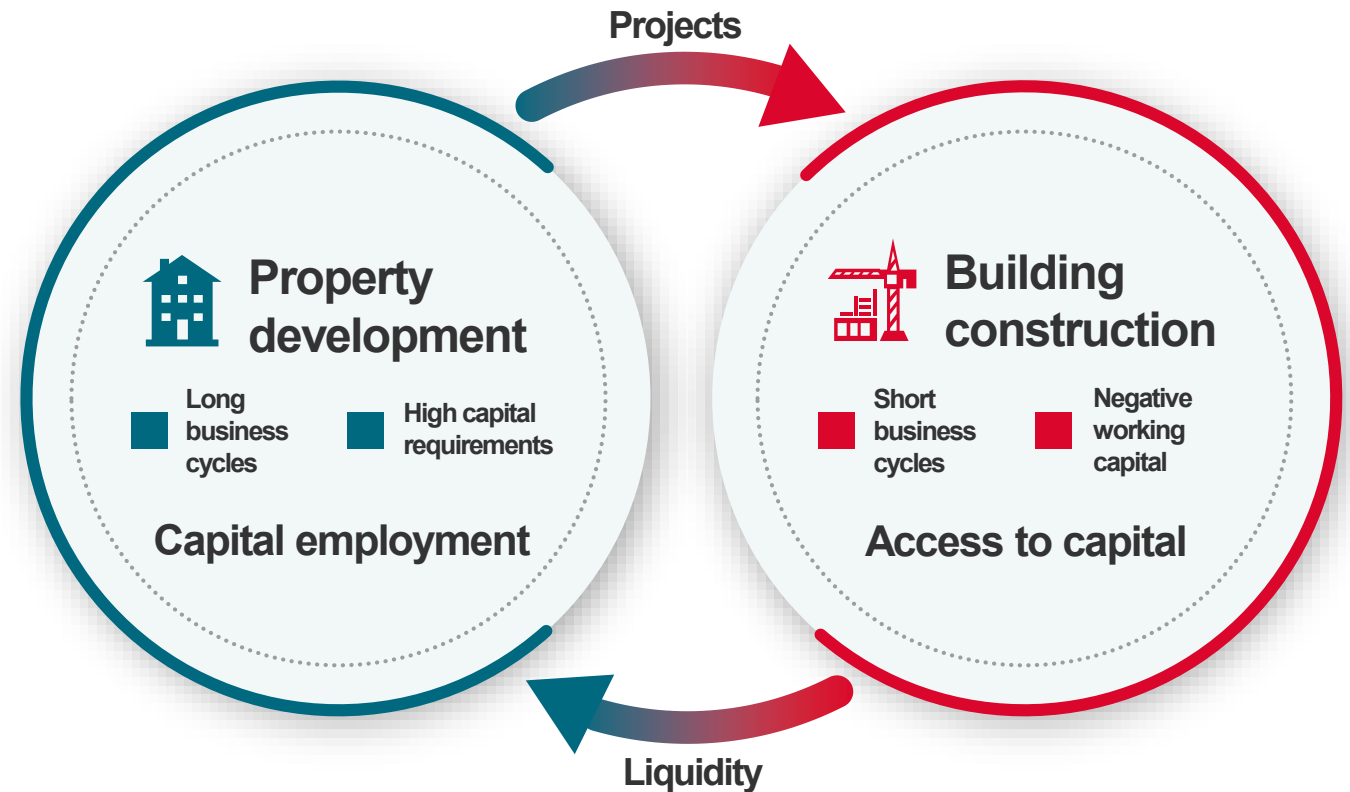 Projects
Property
development
Long
business
cycles
High capital
requirements
Capital employment
Building
construction
Short
business
cycles
Negative
working
capital
Access to capital
Liquidity